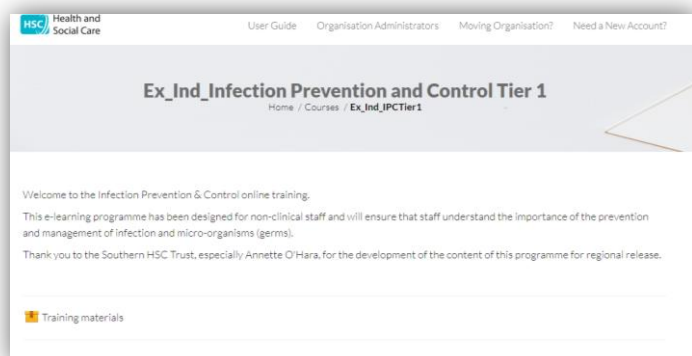 HSC Health and
Social Care
User Guide Organisation Administrators Moving Organisation? Need a New Account?
Ex_Ind_Infection Prevention and Control Tier 1
Home / Courses / Ex_Ind_IPCTier1
Welcome to the Infection Prevention & Control online training.
This e-learning programme has been designed for non-clinical staff and will ensure that staff understand the importance of the prevention
and management of infection and micro-organisms (germs).
Thank you to the Southern HSC Trust, especially Annette O'Hara, for the development of the content of this programme for regional release.
Training materials